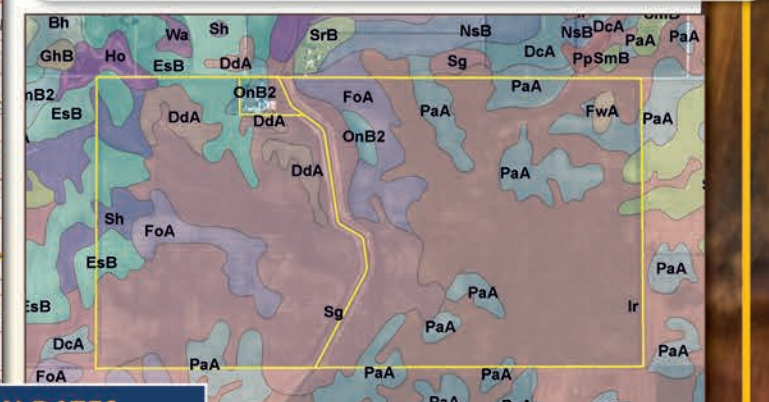 Bh
Wa
Sh
SrB
NsB
NsB
DcA
PaA
PaA
GhB
Ho
EsB
DdA
Sg
DcA
PpSmB
nB2
OnB2
FoA
PaA
PaA
FwA
PaA
EsB
DdA
DdA
OnB2
DdA
PaA
Sh
FoA
EsB
PaA
PaA
EsB
Sg
PaA
Ir
DcA
PaA
PaA
FoA
PaA
PaA